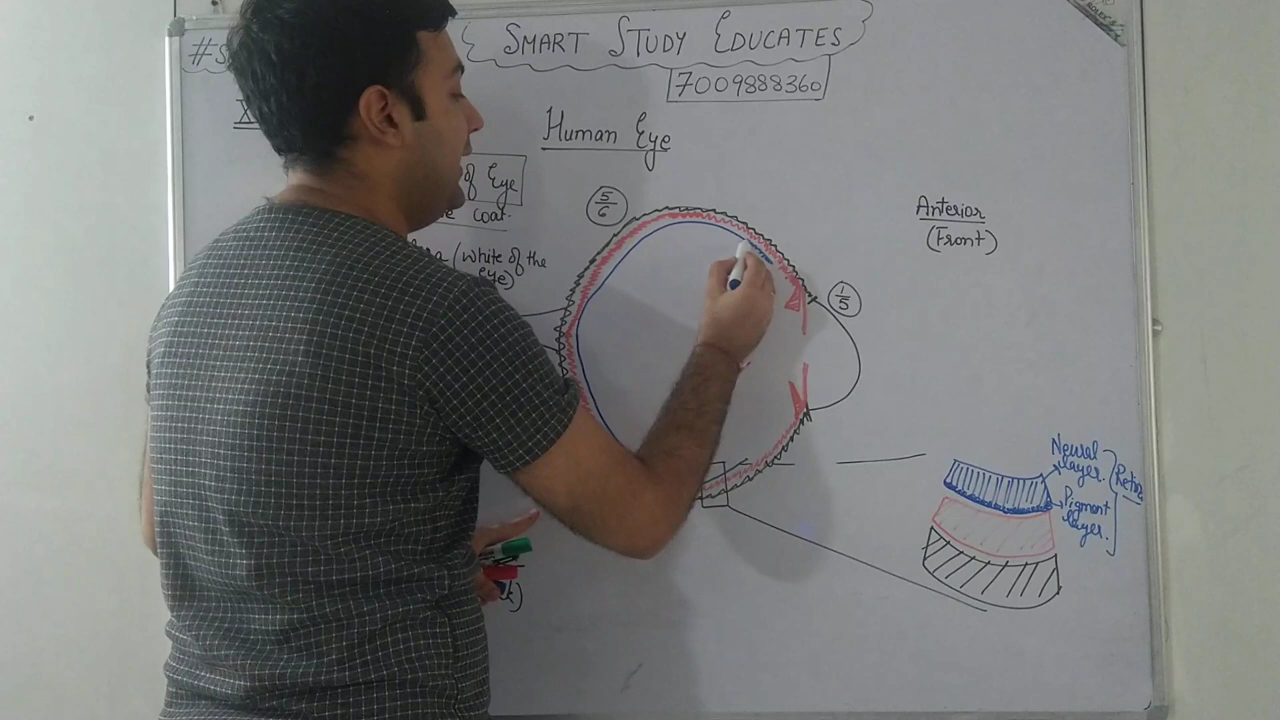 #S
SMART STUDY EDUCATES
7009888360
X
Human Eye
of Eye
coat.
(white of the
eye)
5/6
1/5
Anterior
(Front)
Neural
layer.
Pigment
layer.